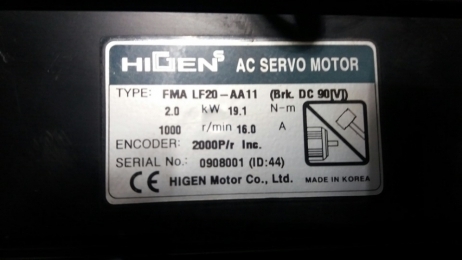 HIGEN S AC SERVO MOTOR
TYPE: FMA LF20-AA11 (Brk. DC 90[V])
2.0 kW 19.1 N-m
1000 r/min 16.0 A
ENCODER: 2000P/r Inc.
SERIAL No.: 0908001 (ID:44)
CE HIGEN Motor Co., Ltd. MADE IN KOREA